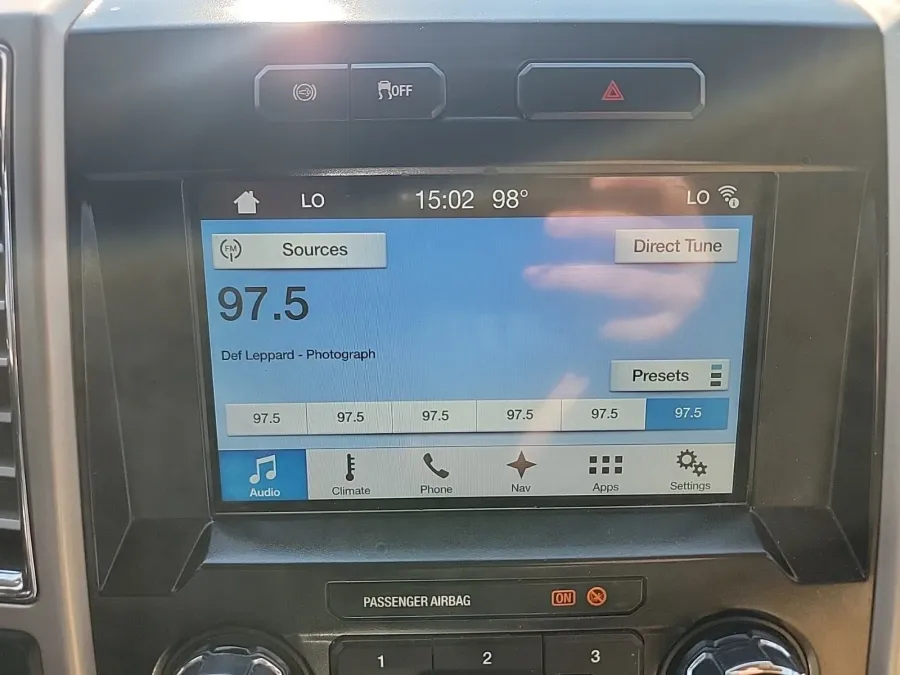 OFF
LO 15:02 98° LO
FM Sources Direct Tune
97.5
Def Leppard - Photograph
Presets
97.5 97.5 97.5 97.5 97.5 97.5
Audio Climate Phone Nav Apps Settings
PASSENGER AIRBAG ON
1 2 3